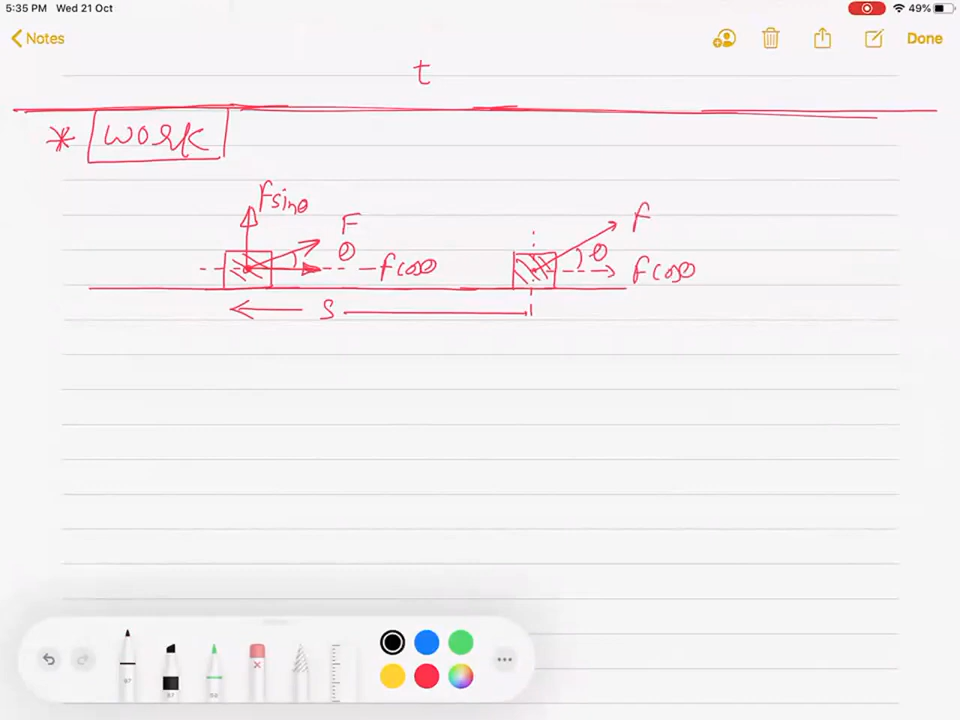 5:35 PM Wed 21 Oct
49%
Notes
Done
t
* WORK
Fsinθ
F
θ
fcosθ
f
θ
fcosθ
S